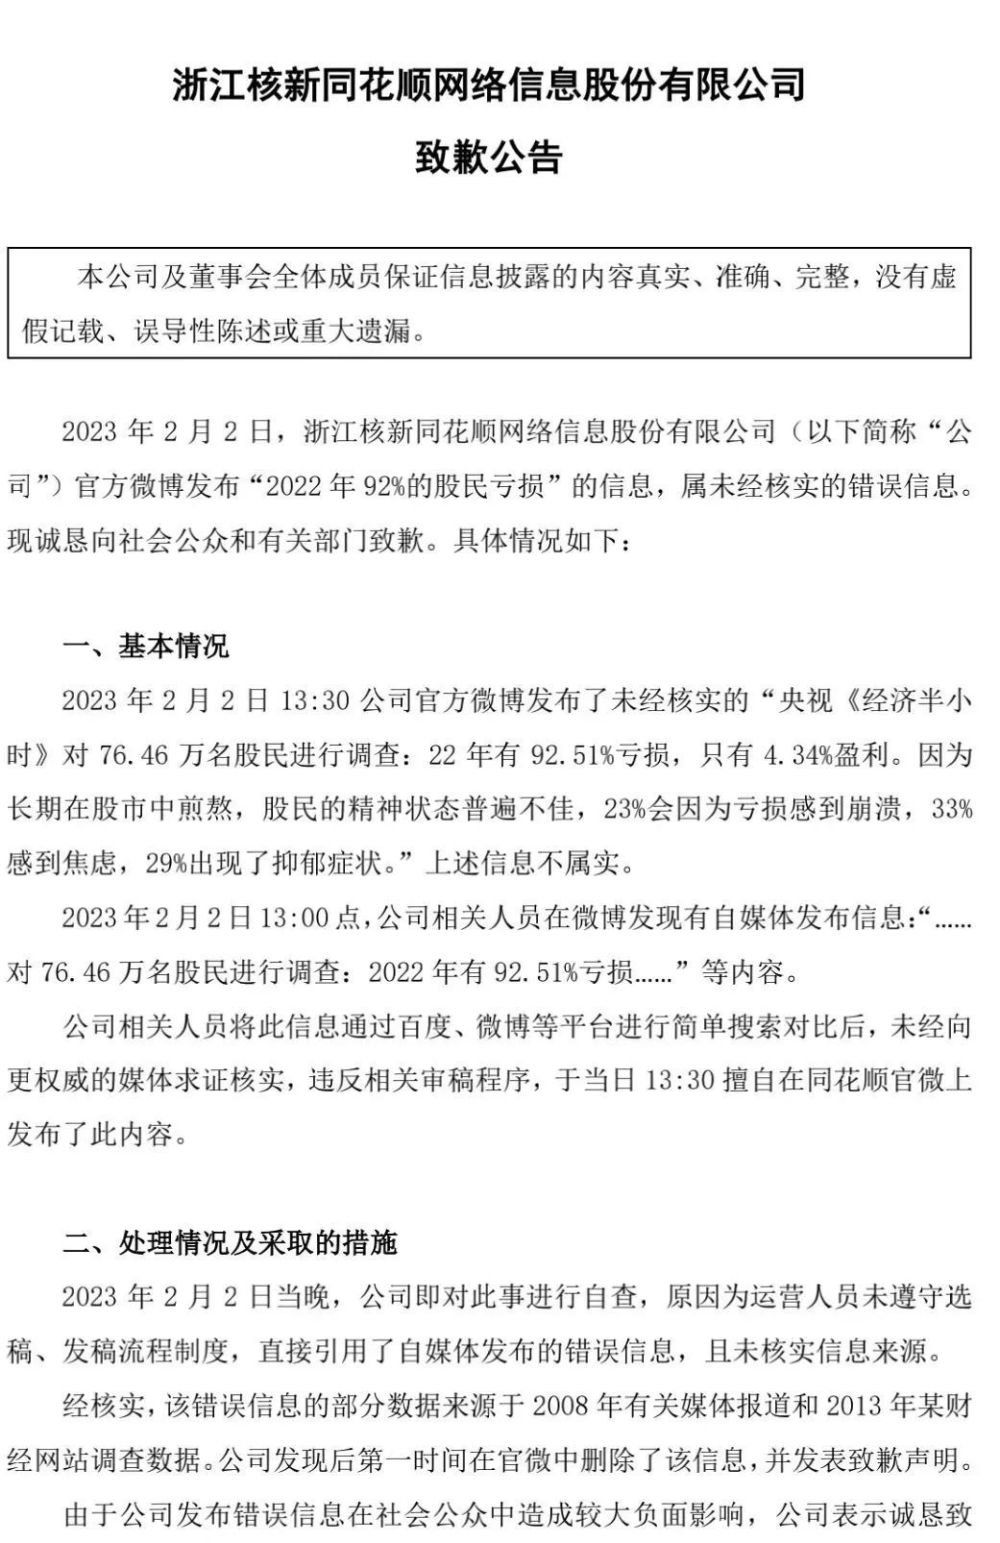 浙江核新同花顺网络信息股份有限公司
致歉公告
本公司及董事会全体成员保证信息披露的内容真实、准确、完整，没有虚
假记载、误导性陈述或重大遗漏。
2023 年 2 月 2 日，浙江核新同花顺网络信息股份有限公司（以下简称“公
司”）官方微博发布“2022 年 92%的股民亏损”的信息，属未经核实的错误信息。
现诚恳向社会公众和有关部门致歉。具体情况如下：
一、基本情况
2023 年 2 月 2 日 13:30 公司官方微博发布了未经核实的“央视《经济半小
时》对 76.46 万名股民进行调查：22 年有 92.51%亏损，只有 4.34%盈利。因为
长期在股市中煎熬，股民的精神状态普遍不佳，23%会因为亏损感到崩溃，33%
感到焦虑，29%出现了抑郁症状。”上述信息不属实。
2023 年 2 月 2 日 13:00 点，公司相关人员在微博发现有自媒体发布信息：“……
对 76.46 万名股民进行调查：2022 年有 92.51%亏损……”等内容。
公司相关人员将此信息通过百度、微博等平台进行简单搜索对比后，未经向
更权威的媒体求证核实，违反相关审稿程序，于当日 13:30 擅自在同花顺官微上
发布了此内容。
二、处理情况及采取的措施
2023 年 2 月 2 日当晚，公司即对此事进行自查，原因为运营人员未遵守选
稿、发稿流程制度，直接引用了自媒体发布的错误信息，且未核实信息来源。
经核实，该错误信息的部分数据来源于 2008 年有关媒体报道和 2013 年某财
经网站调查数据。公司发现后第一时间在官微中删除了该信息，并发表致歉声明。
由于公司发布错误信息在社会公众中造成较大负面影响，公司表示诚恳致